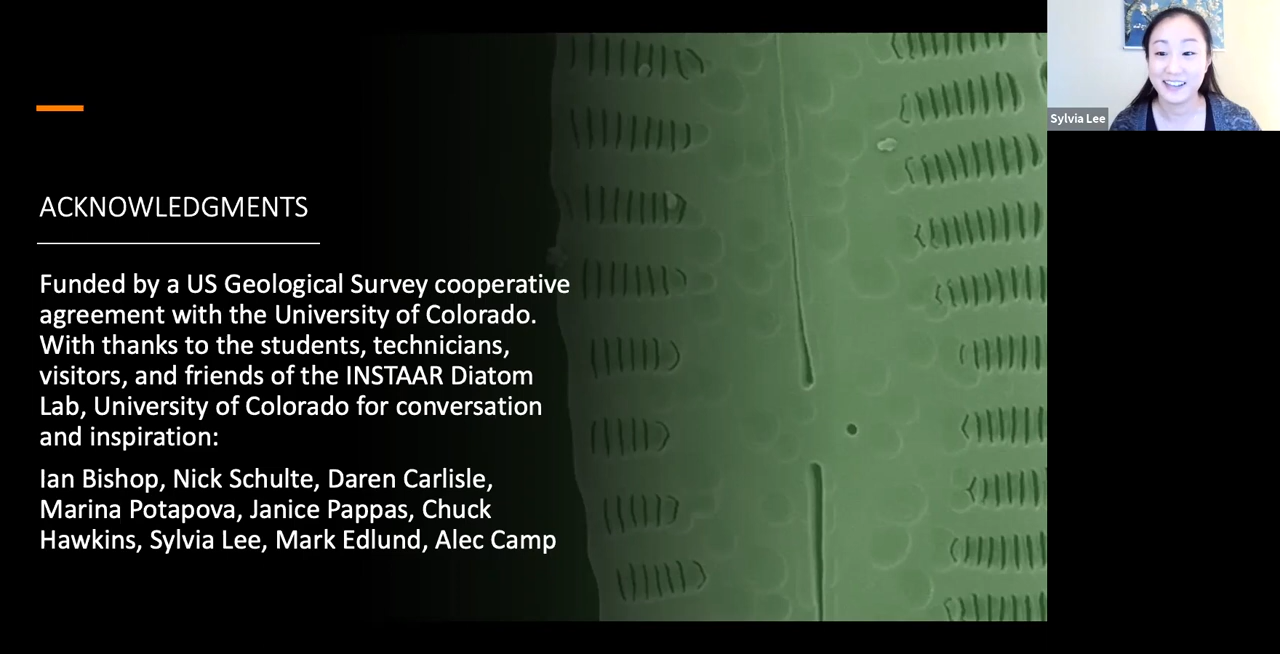 Sylvia Lee
ACKNOWLEDGMENTS
Funded by a US Geological Survey cooperative
agreement with the University of Colorado.
With thanks to the students, technicians,
visitors, and friends of the INSTAAR Diatom
Lab, University of Colorado for conversation
and inspiration:
Ian Bishop, Nick Schulte, Daren Carlisle,
Marina Potapova, Janice Pappas, Chuck
Hawkins, Sylvia Lee, Mark Edlund, Alec Camp